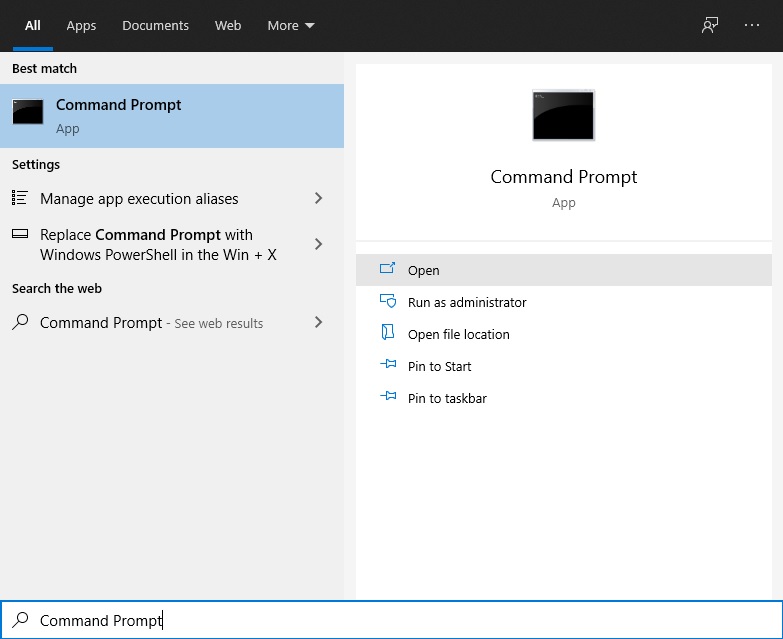 All Apps Documents Web More
Best match
Command Prompt
App
Settings
Manage app execution aliases
Replace Command Prompt with
Windows PowerShell in the Win + X
Search the web
Command Prompt - See web results
Command Prompt
App
Open
Run as administrator
Open file location
Pin to Start
Pin to taskbar
Command Prompt